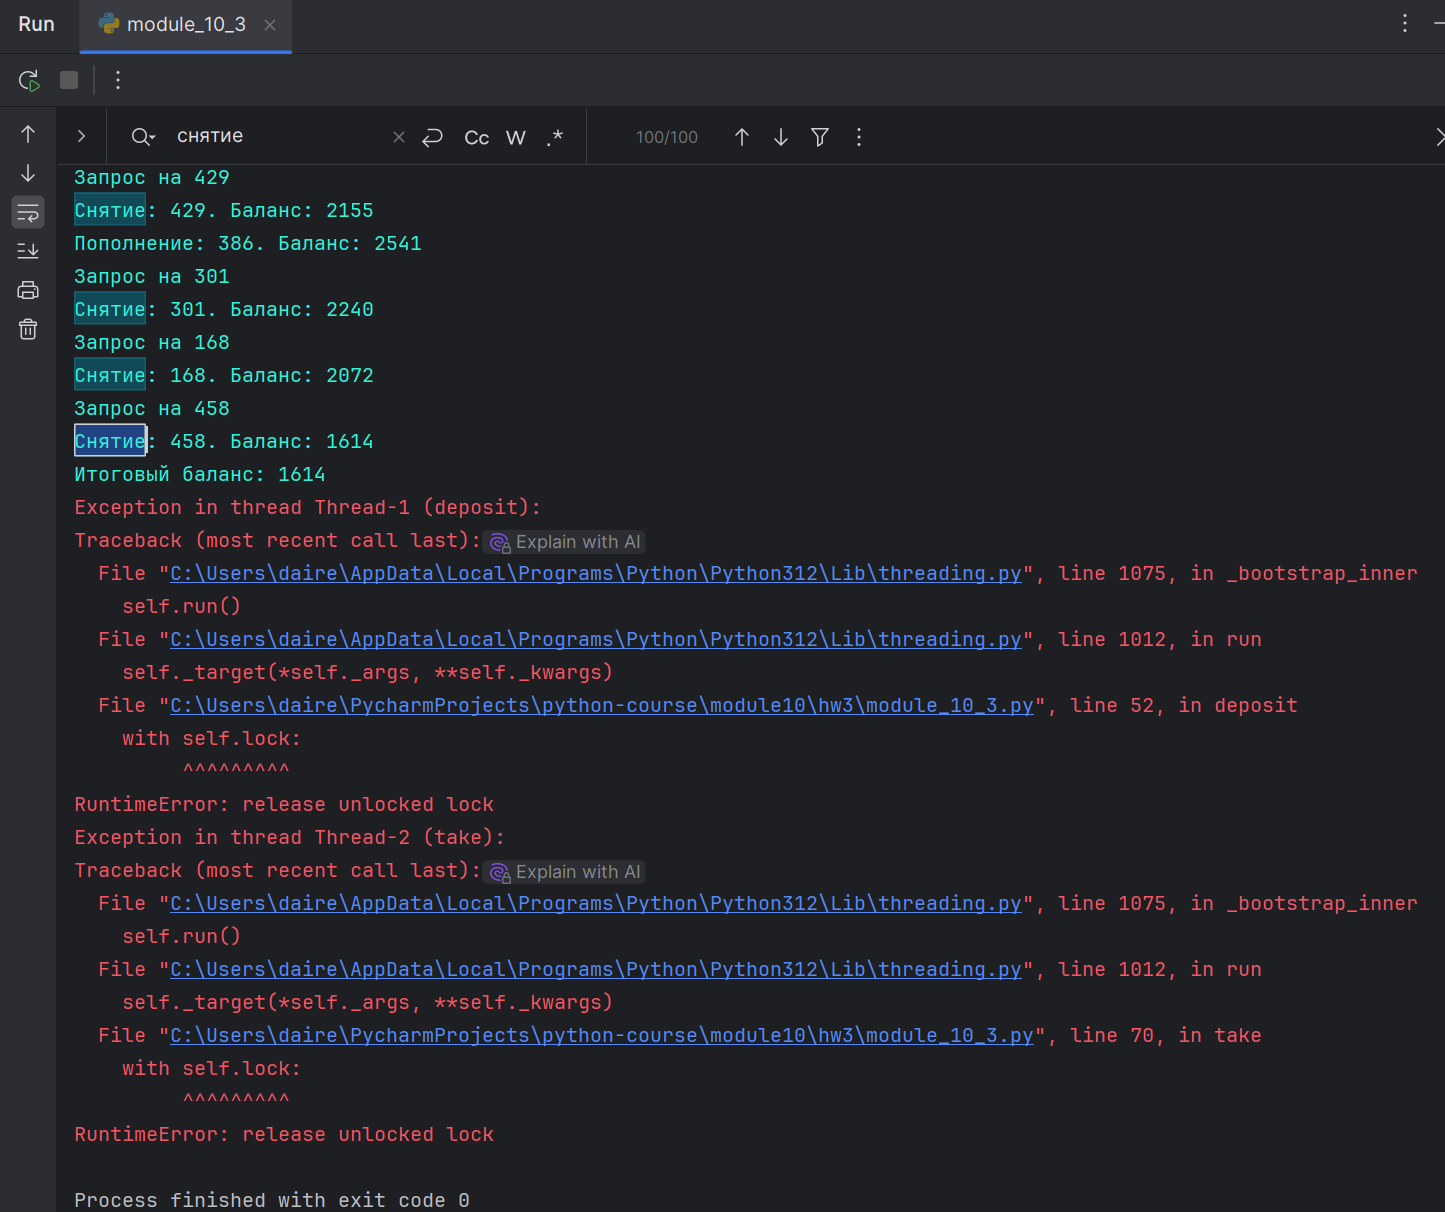 Run module_10_3
снятие Cc W .* 100/100
Запрос на 429
Снятие: 429. Баланс: 2155
Пополнение: 386. Баланс: 2541
Запрос на 301
Снятие: 301. Баланс: 2240
Запрос на 168
Снятие: 168. Баланс: 2072
Запрос на 458
Снятие: 458. Баланс: 1614
Итоговый баланс: 1614
Exception in thread Thread-1 (deposit):
Traceback (most recent call last): Explain with AI
  File "C:\Users\daire\AppData\Local\Programs\Python\Python312\Lib\threading.py", line 1075, in _bootstrap_inner
    self.run()
  File "C:\Users\daire\AppData\Local\Programs\Python\Python312\Lib\threading.py", line 1012, in run
    self._target(*self._args, **self._kwargs)
  File "C:\Users\daire\PycharmProjects\python-course\module10\hw3\module_10_3.py", line 52, in deposit
    with self.lock:
         ^^^^^^^^^
RuntimeError: release unlocked lock
Exception in thread Thread-2 (take):
Traceback (most recent call last): Explain with AI
  File "C:\Users\daire\AppData\Local\Programs\Python\Python312\Lib\threading.py", line 1075, in _bootstrap_inner
    self.run()
  File "C:\Users\daire\AppData\Local\Programs\Python\Python312\Lib\threading.py", line 1012, in run
    self._target(*self._args, **self._kwargs)
  File "C:\Users\daire\PycharmProjects\python-course\module10\hw3\module_10_3.py", line 70, in take
    with self.lock:
         ^^^^^^^^^
RuntimeError: release unlocked lock
Process finished with exit code 0